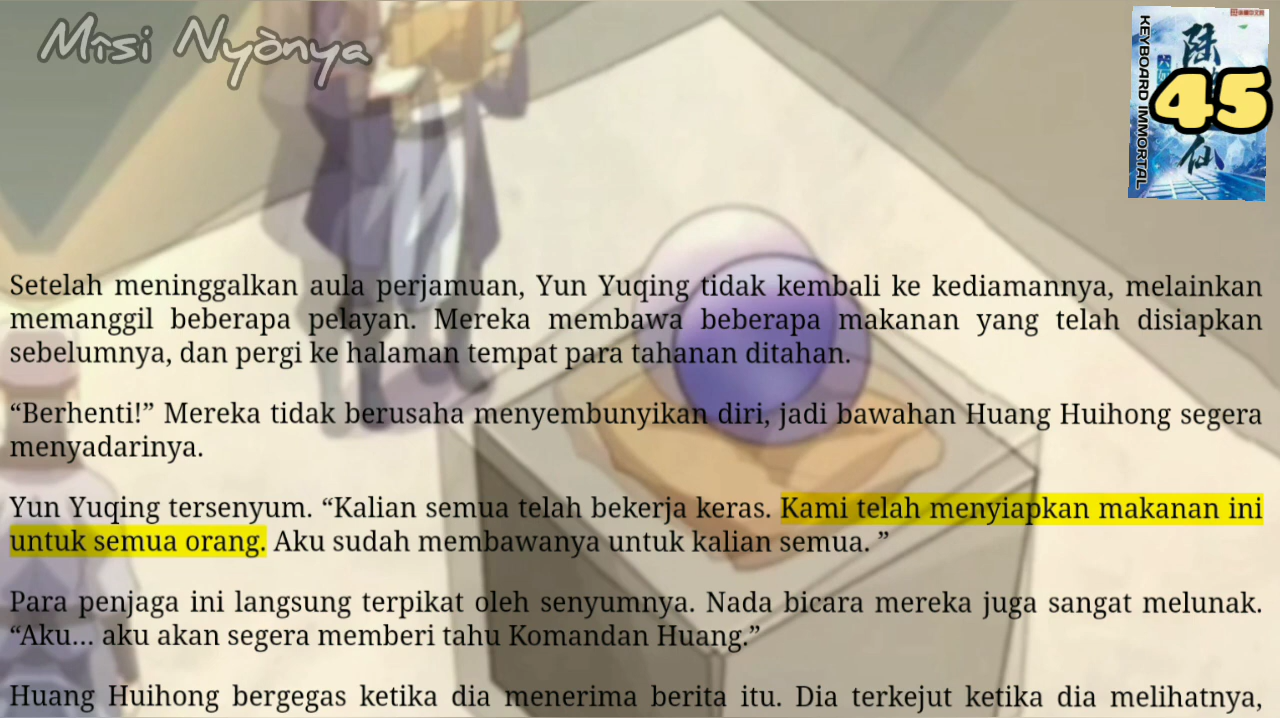 Mîsi Nyònya
KEYBOARD IMMORTAL
45
Setelah meninggalkan aula perjamuan, Yun Yuqing tidak kembali ke kediamannya, melainkan
memanggil beberapa pelayan. Mereka membawa beberapa makanan yang telah disiapkan
sebelumnya, dan pergi ke halaman tempat para tahanan ditahan.
“Berhenti!” Mereka tidak berusaha menyembunyikan diri, jadi bawahan Huang Huihong segera
menyadarinya.
Yun Yuqing tersenyum. “Kalian semua telah bekerja keras. Kami telah menyiapkan makanan ini
untuk semua orang. Aku sudah membawanya untuk kalian semua. ”
Para penjaga ini langsung terpikat oleh senyumnya. Nada bicara mereka juga sangat melunak.
“Aku... aku akan segera memberi tahu Komandan Huang.”
Huang Huihong bergegas ketika dia menerima berita itu. Dia terkejut ketika dia melihatnya,